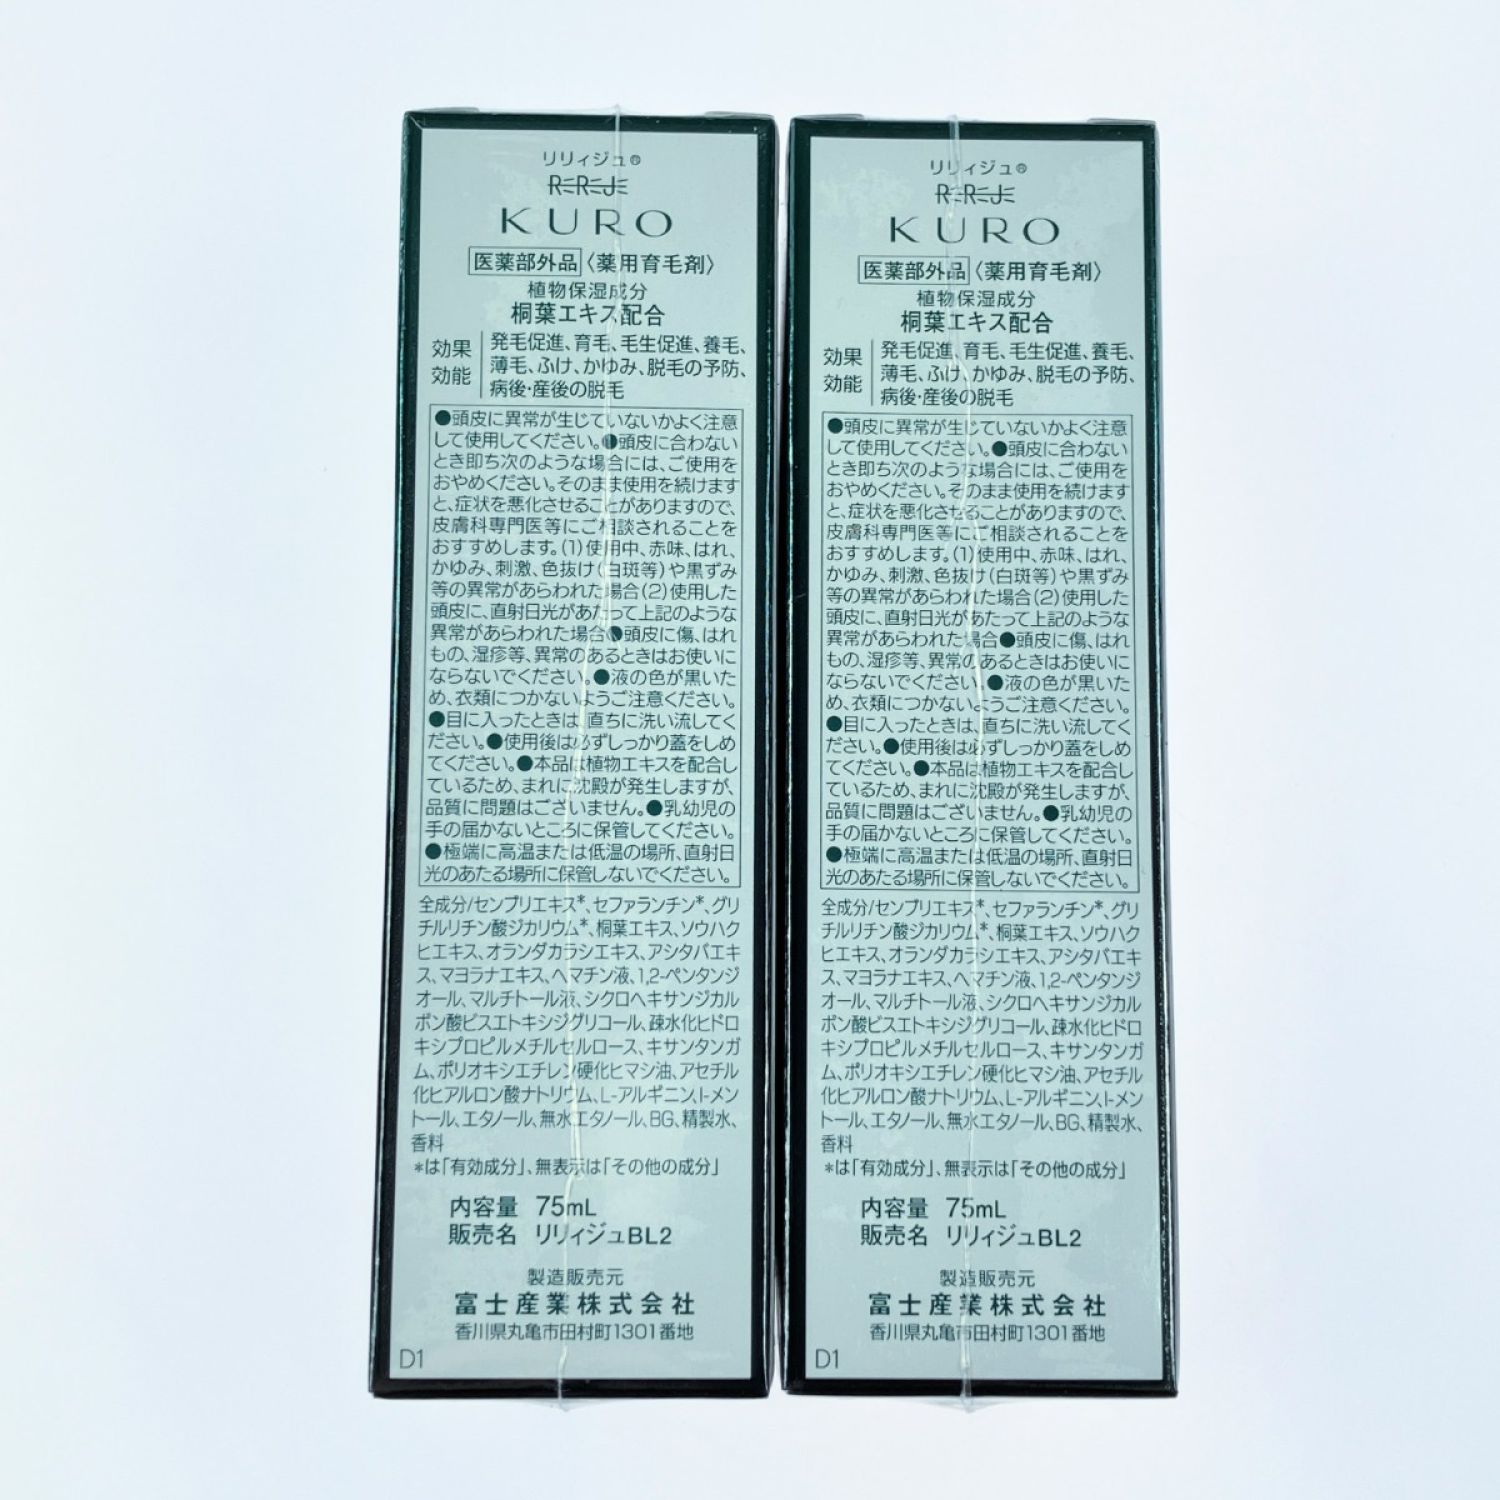 リリィジュ®
RERJE
KURO
医薬部外品〈薬用育毛剤〉
植物保湿成分
桐葉エキス配合
効果
効能
発毛促進、育毛、毛生促進、養毛、
薄毛、ふけ、かゆみ、脱毛の予防、
病後・産後の脱毛
●頭皮に異常が生じていないかよく注意
して使用してください。●頭皮に合わない
とき即ち次のような場合には、ご使用を
おやめください。そのまま使用を続けます
と、症状を悪化させることがありますので、
皮膚科専門医等にご相談されることを
おすすめします。(1)使用中、赤味、はれ、
かゆみ、刺激、色抜け(白斑等)や黒ずみ
等の異常があらわれた場合(2)使用した
頭皮に、直射日光があたって上記のような
異常があらわれた場合●頭皮に傷、はれ
もの、湿疹等、異常のあるときはお使いに
ならないでください。●液の色が黒いた
め、衣類につかないようご注意ください。
●目に入ったときは、直ちに洗い流してく
ださい。●使用後は必ずしっかり蓋をしめ
てください。●本品は植物エキスを配合し
ているため、まれに沈殿が発生しますが、
品質に問題はございません。●乳幼児の
手の届かないところに保管してください。
●極端に高温または低温の場所、直射日
光のあたる場所に保管しないでください。
全成分/センブリエキス*、セファランチン*、グリ
チルリチン酸ジカリウム*、桐葉エキス、ソウハク
ヒエキス、オランダカラシエキス、アシタバエキ
ス、マヨラナエキス、ヘマチン液、1,2-ペンタンジ
オール、マルチトール液、シクロヘキサンジカル
ボン酸ビスエトキシジグリコール、疎水化ヒドロ
キシプロピルメチルセルロース、キサンタンガ
ム、ポリオキシエチレン硬化ヒマシ油、アセチル
化ヒアルロン酸ナトリウム、L-アルギニン、l-メン
トール、エタノール、無水エタノール、BG、精製水、
香料
*は「有効成分」、無表示は「その他の成分」
内容量 75mL
販売名 リリィジュBL2
製造販売元
富士産業株式会社
香川県丸亀市田村町1301番地
D1
リリィジュ®
RERJE
KURO
医薬部外品〈薬用育毛剤〉
植物保湿成分
桐葉エキス配合
効果
効能
発毛促進、育毛、毛生促進、養毛、
薄毛、ふけ、かゆみ、脱毛の予防、
病後・産後の脱毛
●頭皮に異常が生じていないかよく注意
して使用してください。●頭皮に合わない
とき即ち次のような場合には、ご使用を
おやめください。そのまま使用を続けます
と、症状を悪化させることがありますので、
皮膚科専門医等にご相談されることを
おすすめします。(1)使用中、赤味、はれ、
かゆみ、刺激、色抜け(白斑等)や黒ずみ
等の異常があらわれた場合(2)使用した
頭皮に、直射日光があたって上記のような
異常があらわれた場合●頭皮に傷、はれ
もの、湿疹等、異常のあるときはお使いに
ならないでください。●液の色が黒いた
め、衣類につかないようご注意ください。
●目に入ったときは、直ちに洗い流してく
ださい。●使用後は必ずしっかり蓋をしめ
てください。●本品は植物エキスを配合し
ているため、まれに沈殿が発生しますが、
品質に問題はございません。●乳幼児の
手の届かないところに保管してください。
●極端に高温または低温の場所、直射日
光のあたる場所に保管しないでください。
全成分/センブリエキス*、セファランチン*、グリ
チルリチン酸ジカリウム*、桐葉エキス、ソウハク
ヒエキス、オランダカラシエキス、アシタバエキ
ス、マヨラナエキス、ヘマチン液、1,2-ペンタンジ
オール、マルチトール液、シクロヘキサンジカル
ボン酸ビスエトキシジグリコール、疎水化ヒドロ
キシプロピルメチルセルロース、キサンタンガ
ム、ポリオキシエチレン硬化ヒマシ油、アセチル
化ヒアルロン酸ナトリウム、L-アルギニン、l-メン
トール、エタノール、無水エタノール、BG、精製水、
香料
*は「有効成分」、無表示は「その他の成分」
内容量 75mL
販売名 リリィジュBL2
製造販売元
富士産業株式会社
香川県丸亀市田村町1301番地
D1